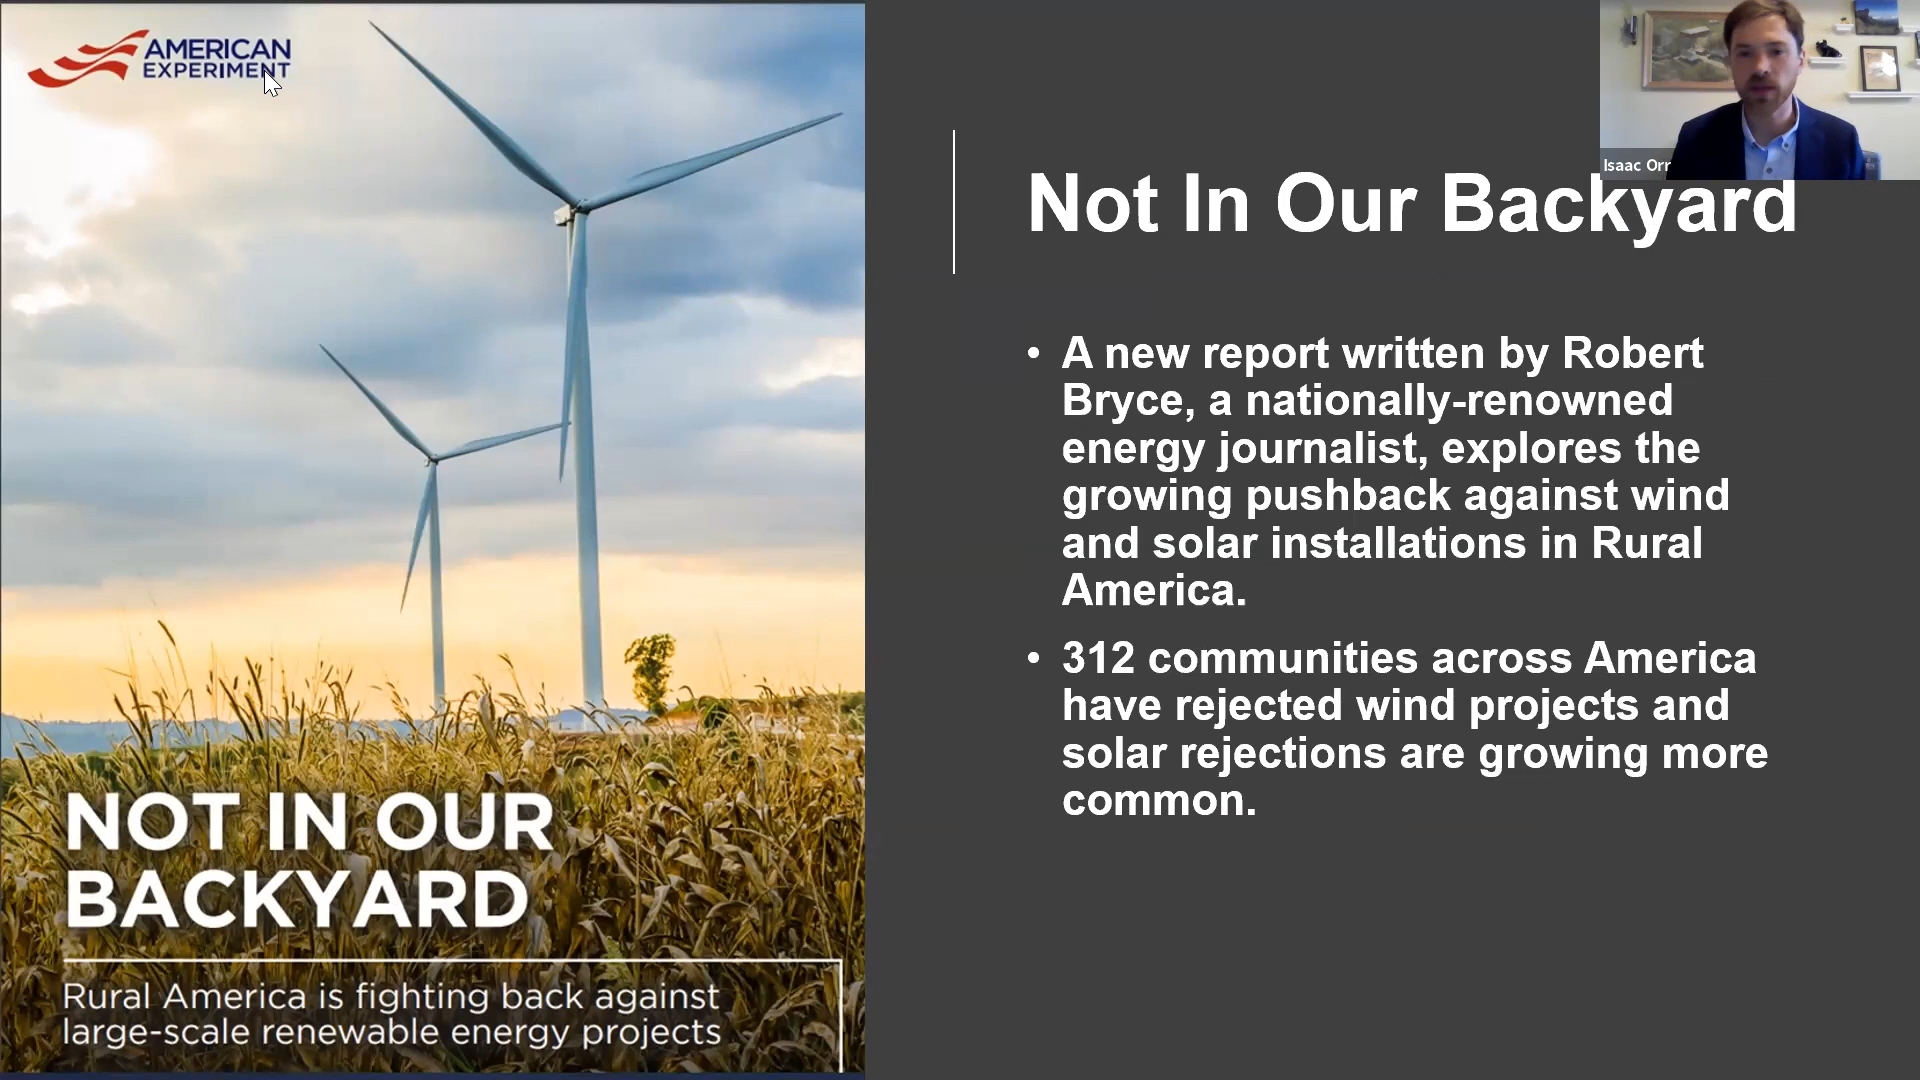 AMERICAN
EXPERIMENT
NOT IN OUR
BACKYARD
Rural America is fighting back against
large-scale renewable energy projects
Isaac Orr
Not In Our Backyard
• A new report written by Robert
Bryce, a nationally-renowned
energy journalist, explores the
growing pushback against wind
and solar installations in Rural
America.
• 312 communities across America
have rejected wind projects and
solar rejections are growing more
common.